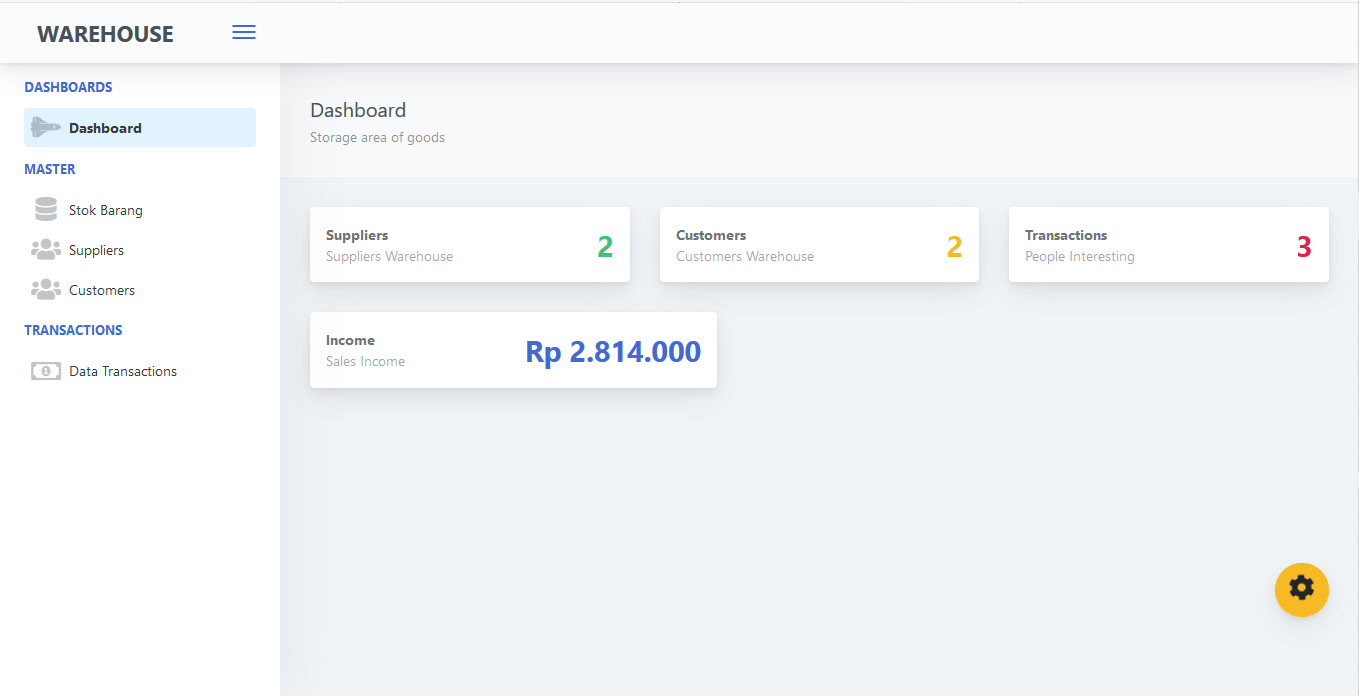 WAREHOUSE
DASHBOARDS
Dashboard
MASTER
Stok Barang
Suppliers
Customers
TRANSACTIONS
Data Transactions
Dashboard
Storage area of goods
Suppliers
Suppliers Warehouse
2
Customers
Customers Warehouse
2
Transactions
People Interesting
3
Income
Sales Income
Rp 2.814.000